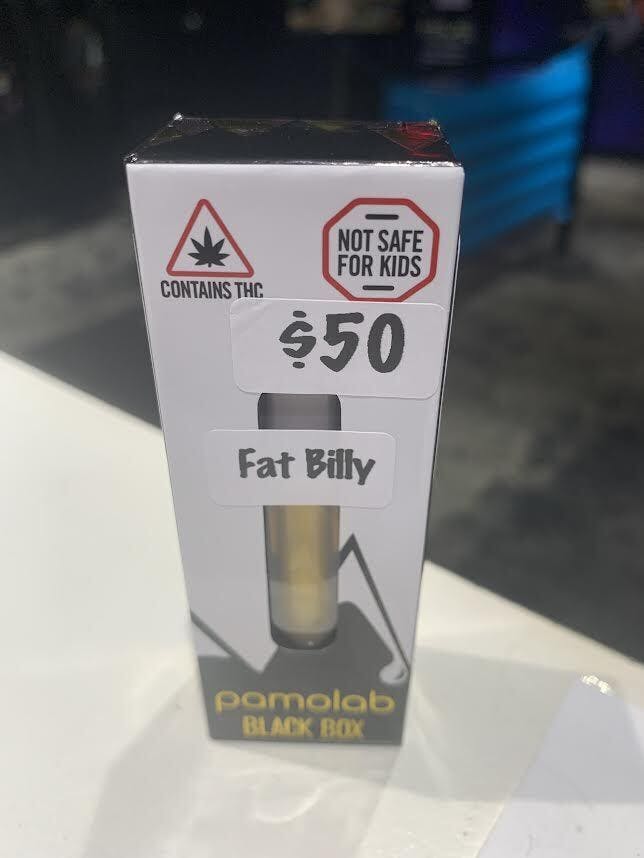 CONTAINS THC
NOT SAFE
FOR KIDS
$50
Fat Billy
pamolab
BLACK BOX